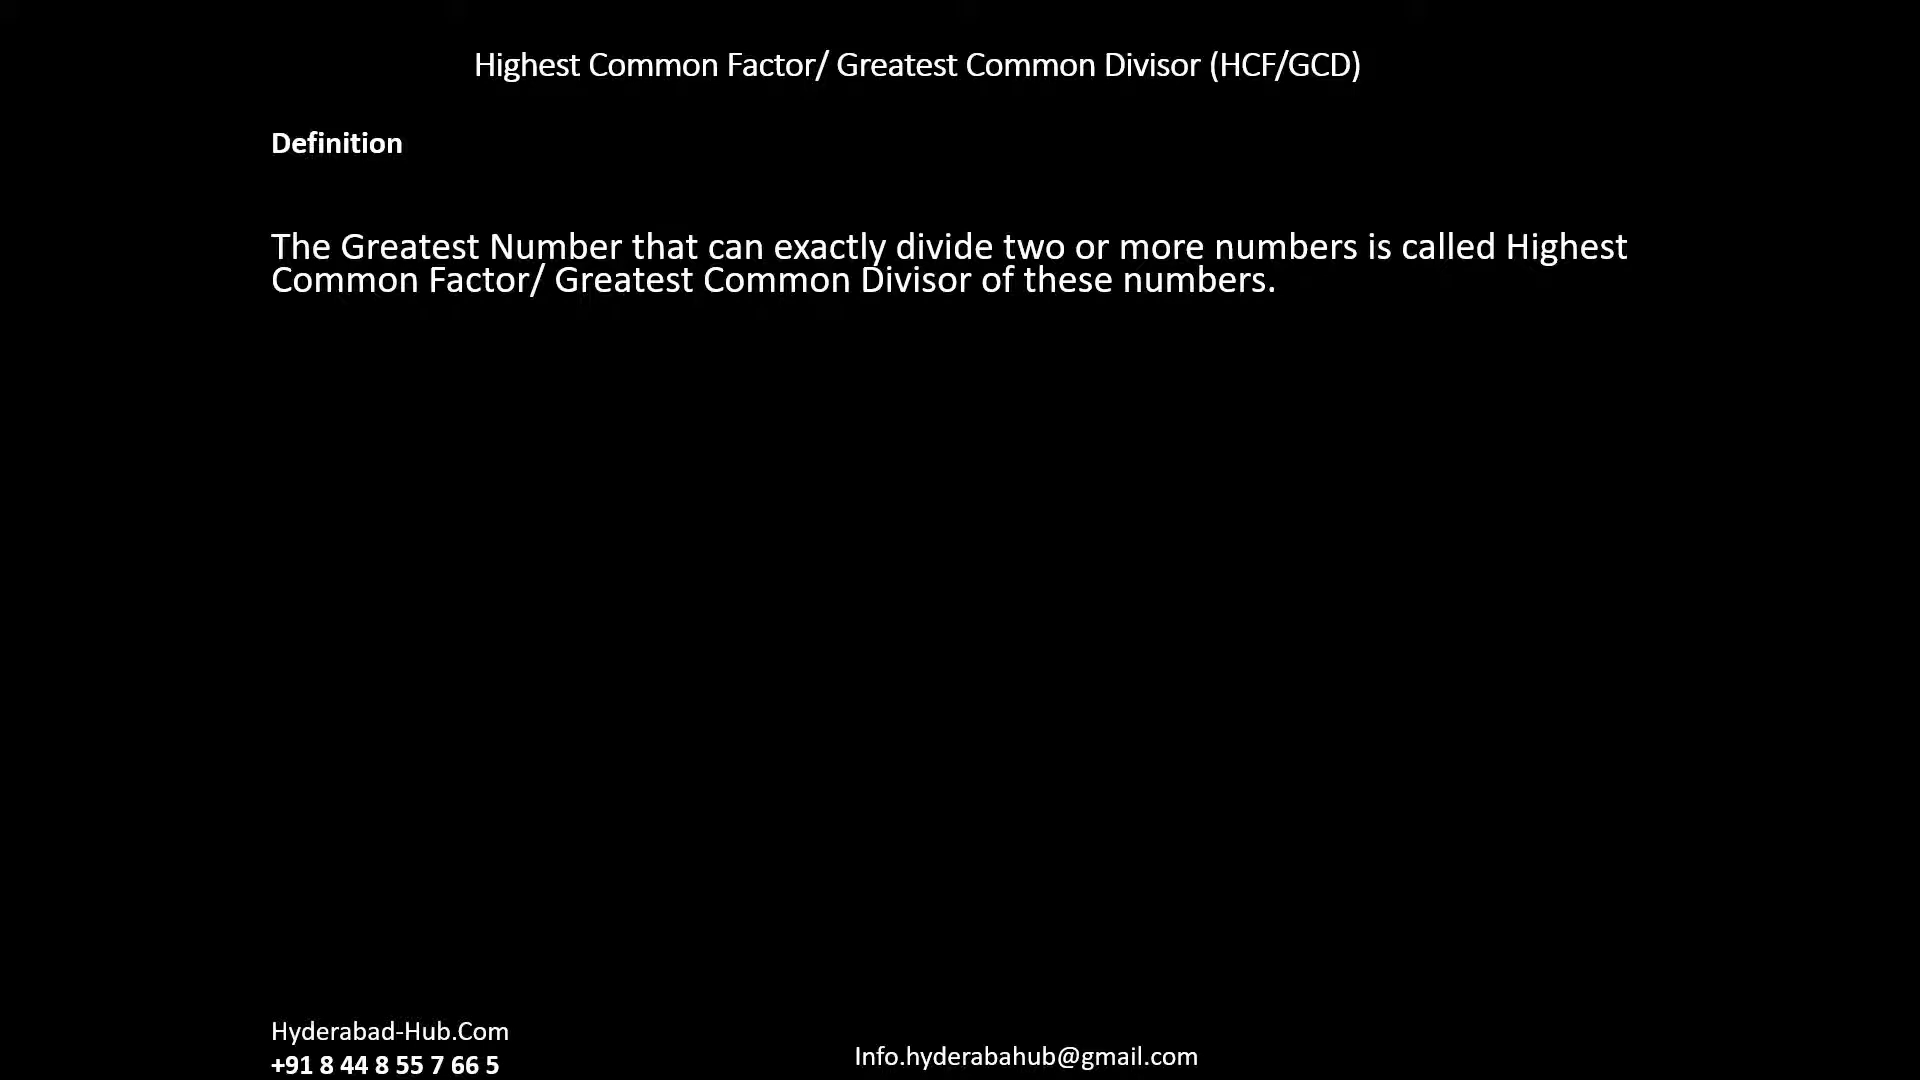 Highest Common Factor/ Greatest Common Divisor (HCF/GCD)
Definition
The Greatest Number that can exactly divide two or more numbers is called Highest
Common Factor/ Greatest Common Divisor of these numbers.
Hyderabad-Hub.Com
+91 8 44 8 55 7 66 5
Info.hyderabahub@gmail.com